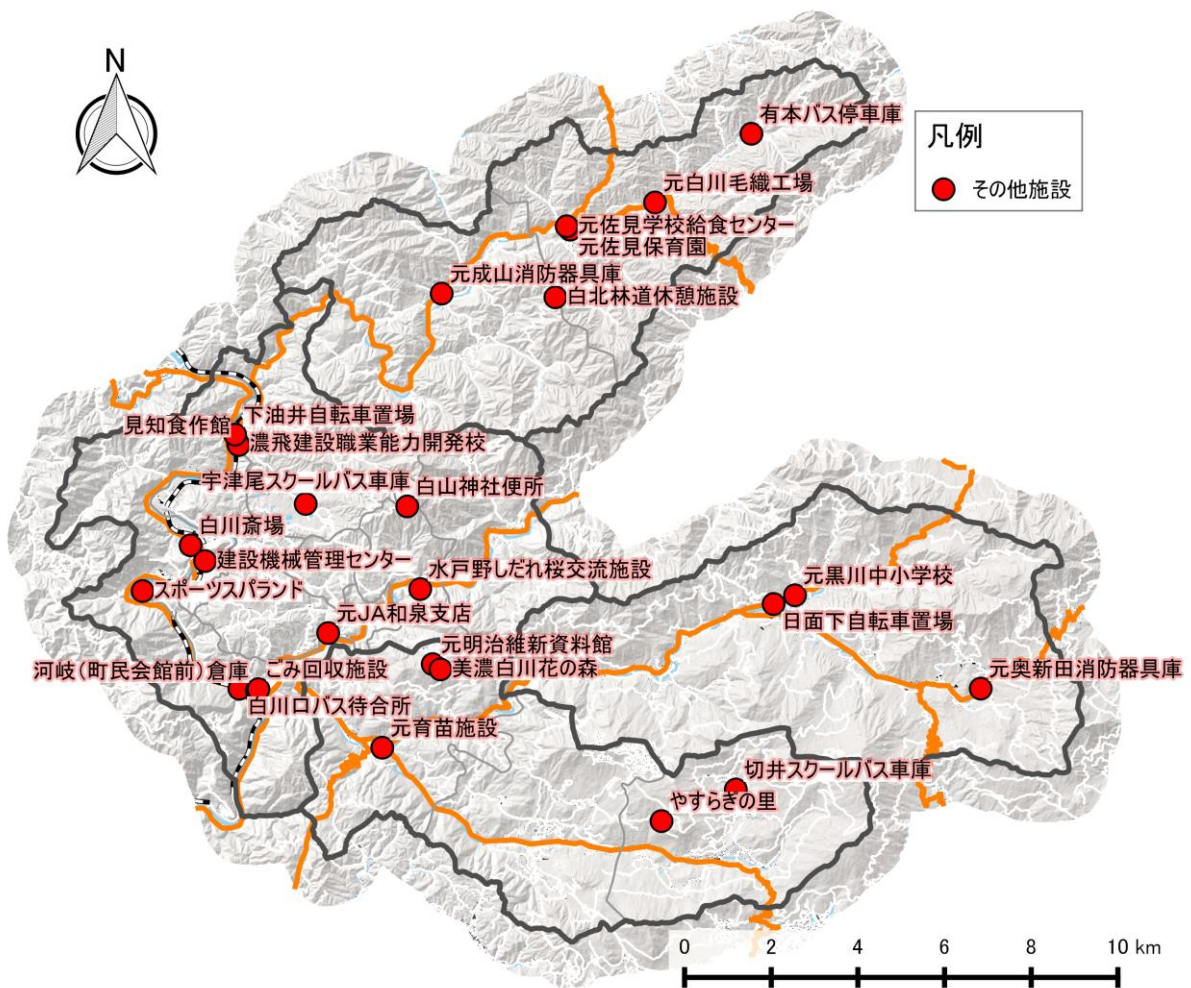 N
有本バス停車庫
凡例
その他施設
元白川毛織工場
元佐見学校給食センター
元佐見保育園
元成山消防器具庫
白北林道休憩施設
下油井自転車置場
見知食作館
濃飛建設職業能力開発校
宇津尾スクールバス車庫
白山神社便所
白川斎場
建設機械管理センター
水戸野しだれ桜交流施設
スポーツスパランド
元黒川中小学校
日面下自転車置場
元JA和泉支店
元明治維新資料館
美濃白川花の森
河岐(町民会館前)倉庫
ごみ回収施設
元奥新田消防器具庫
白川口バス待合所
元育苗施設
切井スクールバス車庫
やすらぎの里
0 2 4 6 8 10 km